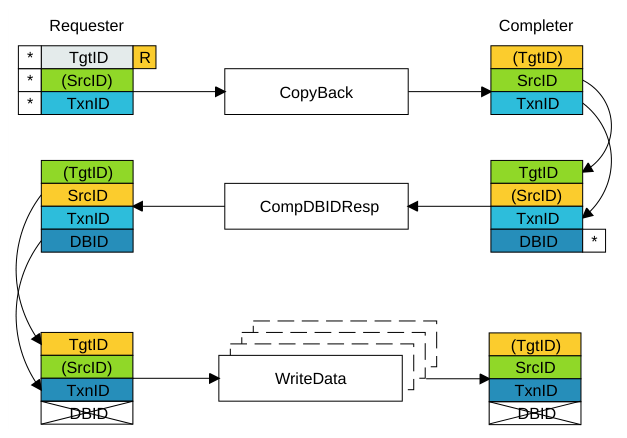 Requester
Completer
* TgtID R
* (SrcID)
* TxnID
CopyBack
(TgtID)
SrcID
TxnID
(TgtID)
SrcID
TxnID
DBID
CompDBIDResp
TgtID
(SrcID)
TxnID
DBID *
TgtID
(SrcID)
TxnID
DBID
WriteData
(TgtID)
SrcID
TxnID
DBID